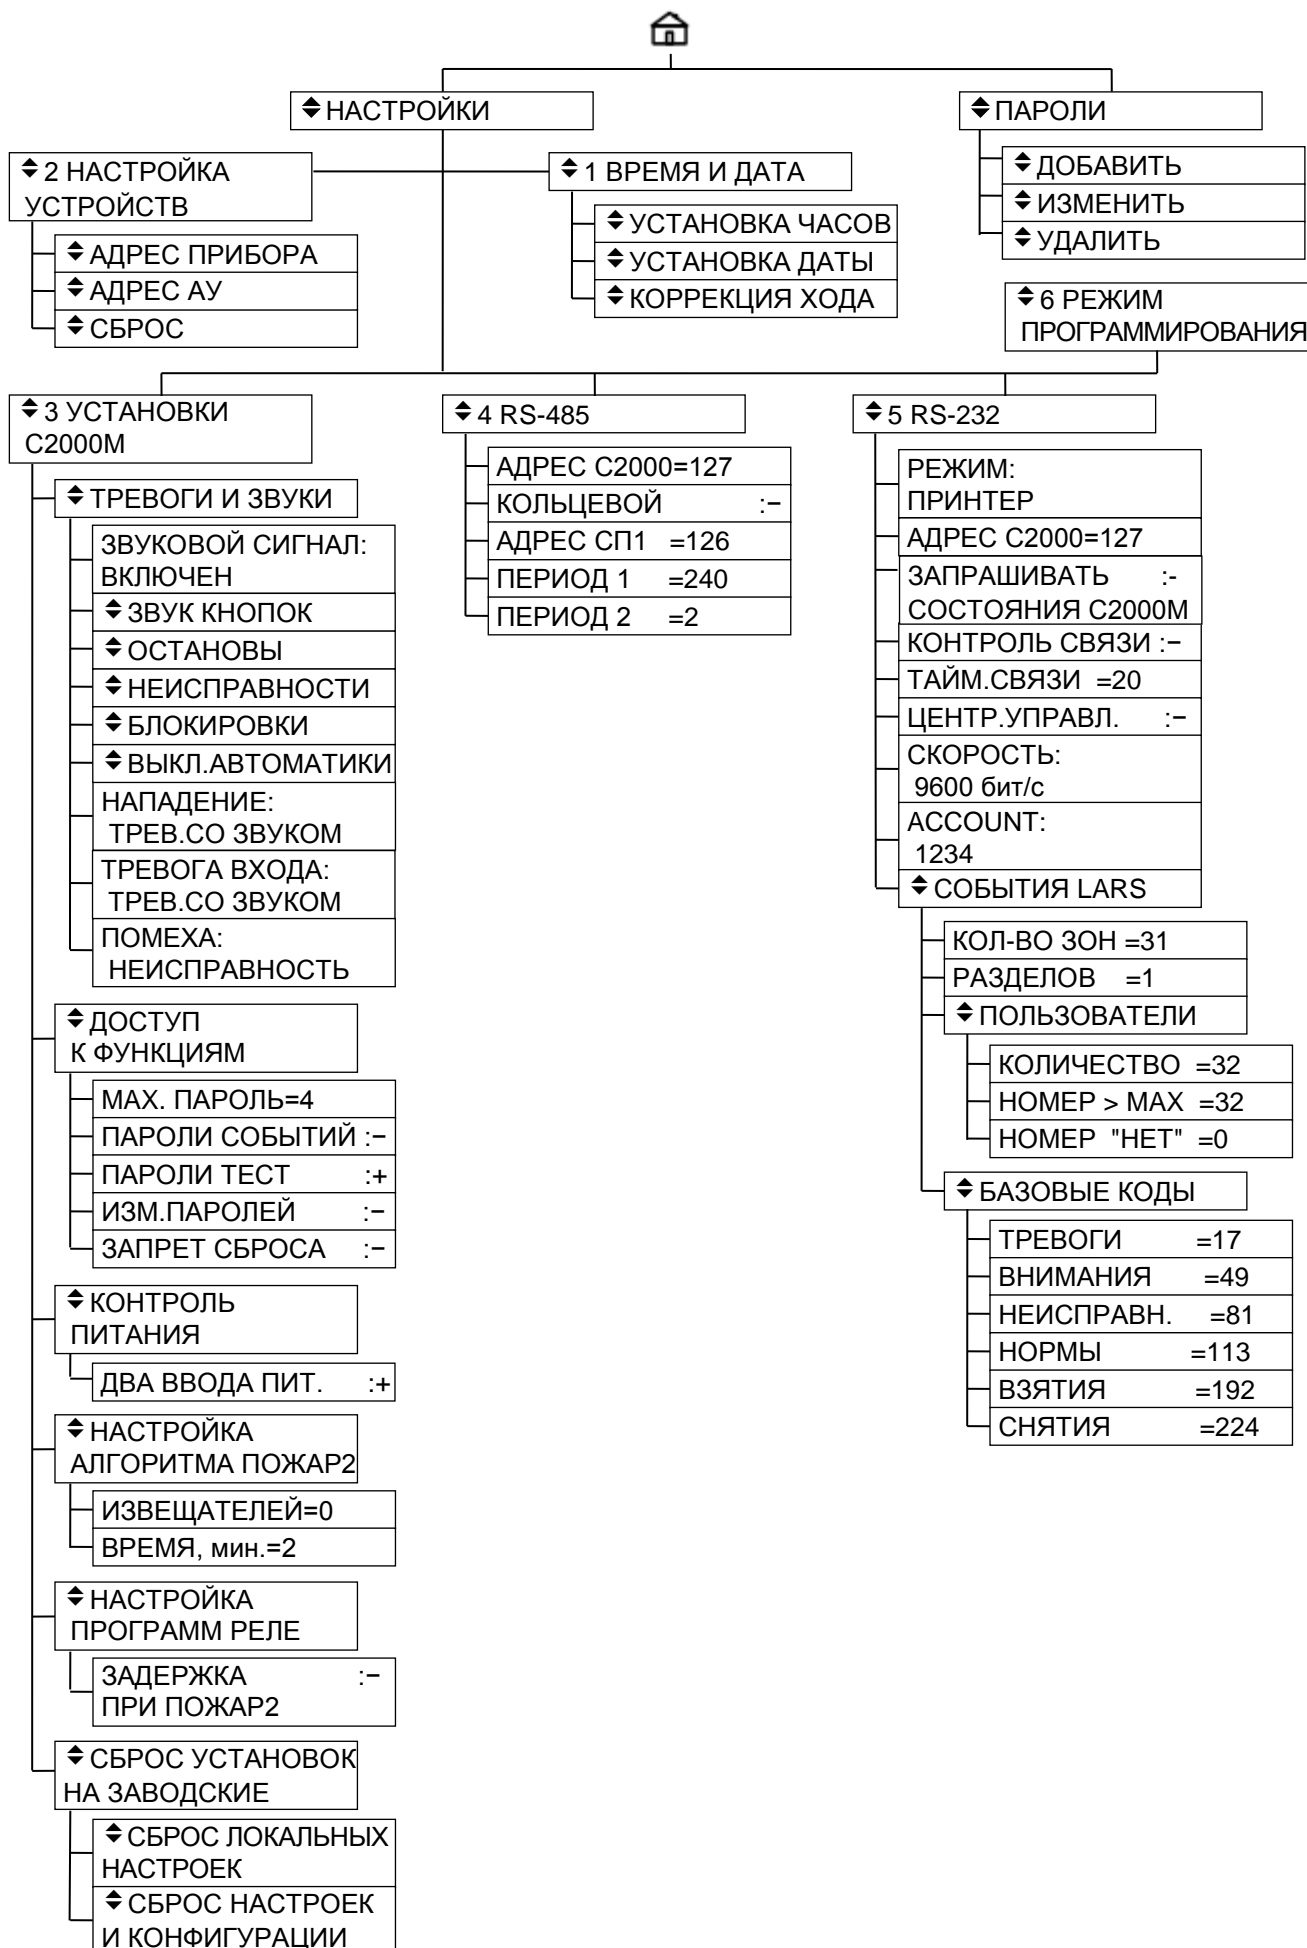 НАСТРОЙКИ
ПАРОЛИ
ДОБАВИТЬ
ИЗМЕНИТЬ
УДАЛИТЬ
2 НАСТРОЙКА
УСТРОЙСТВ
АДРЕС ПРИБОРА
АДРЕС АУ
СБРОС
1 ВРЕМЯ И ДАТА
УСТАНОВКА ЧАСОВ
УСТАНОВКА ДАТЫ
КОРРЕКЦИЯ ХОДА
6 РЕЖИМ
ПРОГРАММИРОВАНИЯ
3 УСТАНОВКИ
С2000М
ТРЕВОГИ И ЗВУКИ
ЗВУКОВОЙ СИГНАЛ:
ВКЛЮЧЕН
ЗВУК КНОПОК
ОСТАНОВЫ
НЕИСПРАВНОСТИ
БЛОКИРОВКИ
ВЫКЛ.АВТОМАТИКИ
НАПАДЕНИЕ:
ТРЕВ.СО ЗВУКОМ
ТРЕВОГА ВХОДА:
ТРЕВ.СО ЗВУКОМ
ПОМЕХА:
НЕИСПРАВНОСТЬ
ДОСТУП
К ФУНКЦИЯМ
МАХ. ПАРОЛЬ=4
ПАРОЛИ СОБЫТИЙ :−
ПАРОЛИ ТЕСТ :+
ИЗМ.ПАРОЛЕЙ :−
ЗАПРЕТ СБРОСА :−
КОНТРОЛЬ
ПИТАНИЯ
ДВА ВВОДА ПИТ. :+
НАСТРОЙКА
АЛГОРИТМА ПОЖАР2
ИЗВЕЩАТЕЛЕЙ=0
ВРЕМЯ, мин.=2
НАСТРОЙКА
ПРОГРАММ РЕЛЕ
ЗАДЕРЖКА :−
ПРИ ПОЖАР2
СБРОС УСТАНОВОК
НА ЗАВОДСКИЕ
СБРОС ЛОКАЛЬНЫХ
НАСТРОЕК
СБРОС НАСТРОЕК
И КОНФИГУРАЦИИ
4 RS-485
АДРЕС С2000=127
КОЛЬЦЕВОЙ :−
АДРЕС СП1 =126
ПЕРИОД 1 =240
ПЕРИОД 2 =2
5 RS-232
РЕЖИМ:
ПРИНТЕР
АДРЕС С2000=127
ЗАПРАШИВАТЬ :-
СОСТОЯНИЯ С2000М
КОНТРОЛЬ СВЯЗИ :−
ТАЙМ.СВЯЗИ =20
ЦЕНТР.УПРАВЛ. :−
СКОРОСТЬ:
9600 бит/с
ACCOUNT:
1234
СОБЫТИЯ LARS
КОЛ-ВО ЗОН =31
РАЗДЕЛОВ =1
ПОЛЬЗОВАТЕЛИ
КОЛИЧЕСТВО =32
НОМЕР > МАХ =32
НОМЕР "НЕТ" =0
БАЗОВЫЕ КОДЫ
ТРЕВОГИ =17
ВНИМАНИЯ =49
НЕИСПРАВН. =81
НОРМЫ =113
ВЗЯТИЯ =192
СНЯТИЯ =224